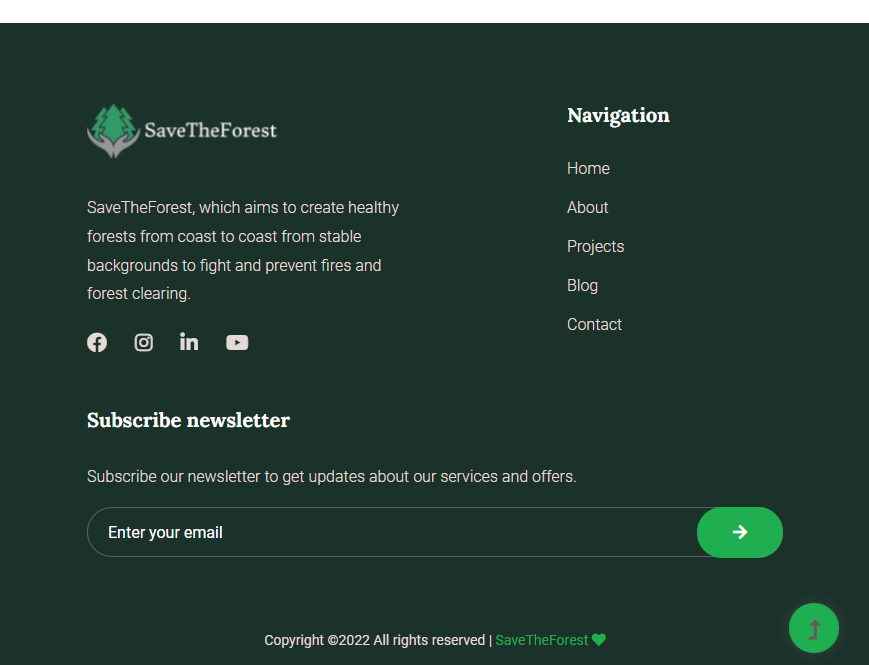 SaveTheForest
SaveTheForest, which aims to create healthy
forests from coast to coast from stable
backgrounds to fight and prevent fires and
forest clearing.
Navigation
Home
About
Projects
Blog
Contact
Subscribe newsletter
Subscribe our newsletter to get updates about our services and offers.
Enter your email
Copyright ©2022 All rights reserved | SaveTheForest